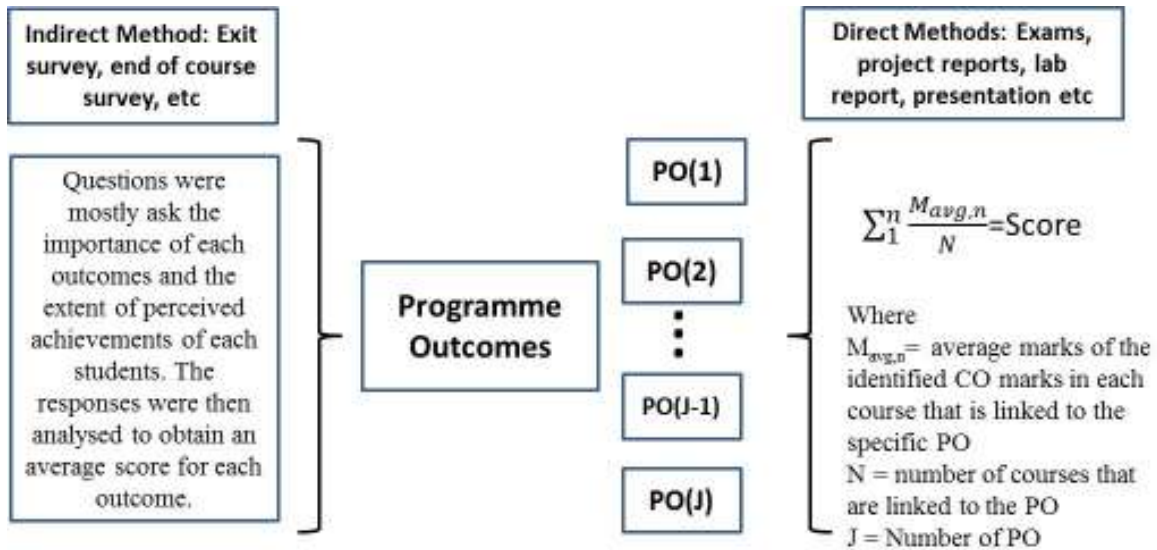 Indirect Method: Exit
survey, end of course
survey, etc
Questions were
mostly ask the
importance of each
outcomes and the
extent of perceived
achievements of each
students. The
responses were then
analysed to obtain an
average score for each
outcome.
Programme
Outcomes
PO(1)
PO(2)
PO(J-1)
PO(J)
Direct Methods: Exams,
project reports, lab
report, presentation etc
∑₁ⁿ M_{avg,n}/N =Score
Where
M_{avg,n}= average marks of the
identified CO marks in each
course that is linked to the
specific PO
N = number of courses that
are linked to the PO
J = Number of PO